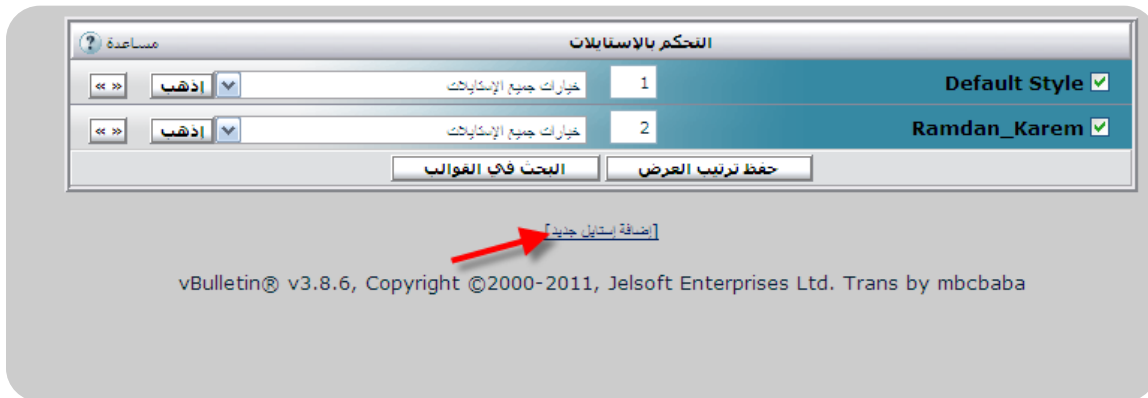 التحكم بالإستايلات مساعدة ?
Default Style 1 خيارات جميع الإستايلات اذهب « »
Ramdan_Karem 2 خيارات جميع الإستايلات اذهب « »
حفظ ترتيب العرض البحث في القوالب
[إضافة إستايل جديد]
vBulletin® v3.8.6, Copyright ©2000-2011, Jelsoft Enterprises Ltd. Trans by mbcbaba